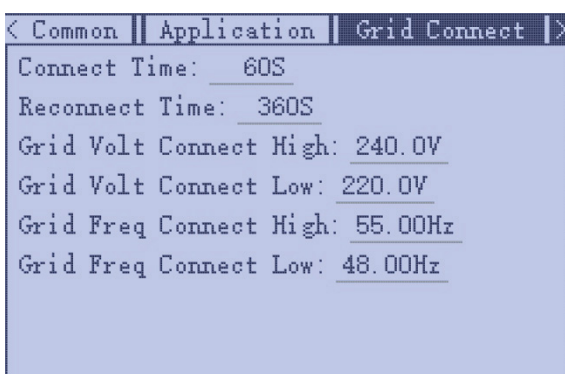 < Common Application Grid Connect >
Connect Time: 60S
Reconnect Time: 360S
Grid Volt Connect High: 240.0V
Grid Volt Connect Low: 220.0V
Grid Freq Connect High: 55.00Hz
Grid Freq Connect Low: 48.00Hz